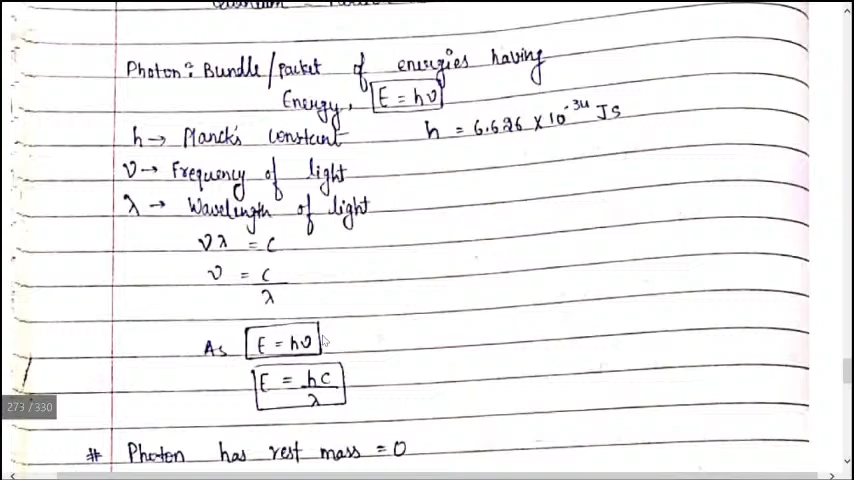 Photon: Bundle/Packet of energies having
Energy, E = hν
h → Planck's constant h = 6.626 × 10⁻³⁴ JS
ν → Frequency of light
λ → Wavelength of light
νλ = c
ν = c/λ
As E = hν
E = hc/λ
# Photon has rest mass = 0
273 / 330